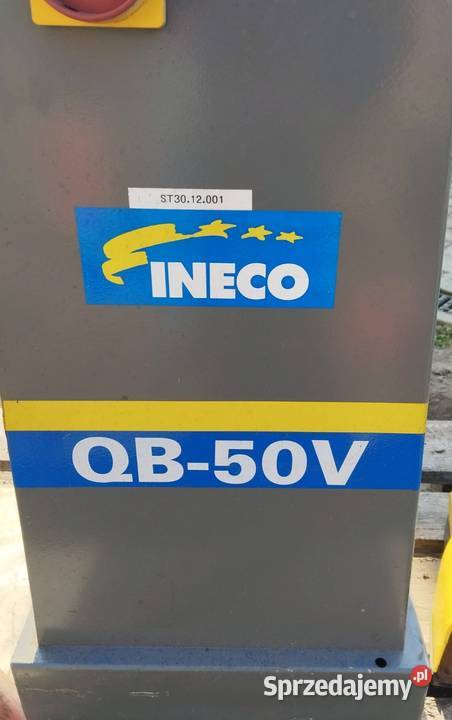 ST30.12.001
INECO
QB-50V
Sprzedajemy.pl